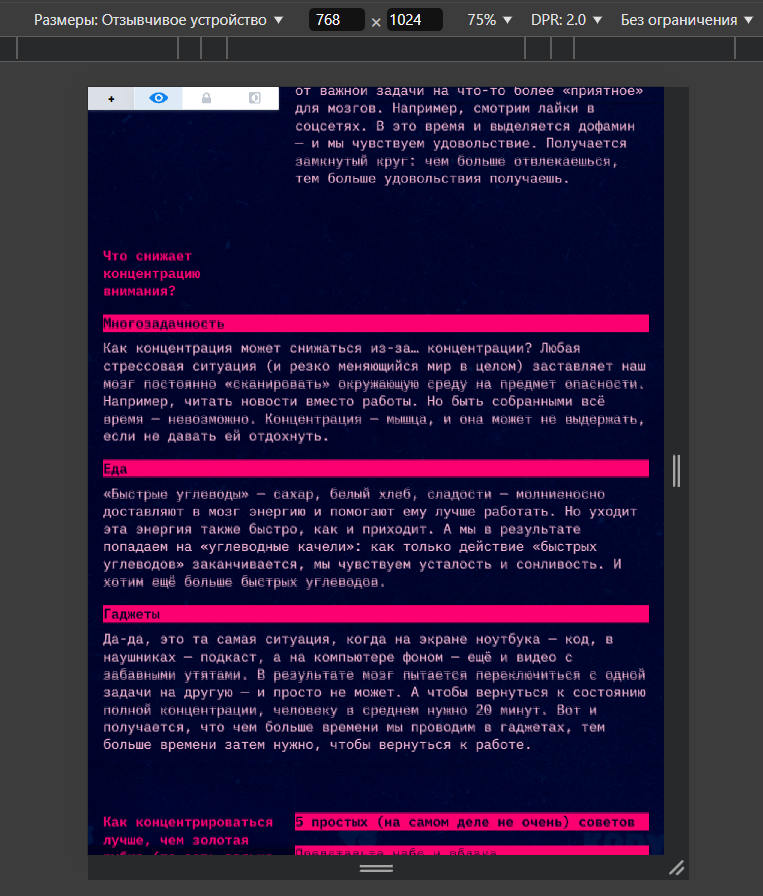 Размеры: Отзывчивое устройство ▼ 768 × 1024 75% ▼ DPR: 2.0 ▼ Без ограничения ▼
+
от важной задачи на что-то более «приятное»
для мозгов. Например, смотрим лайки в
соцсетях. В это время и выделяется дофамин
— и мы чувствуем удовольствие. Получается
замкнутый круг: чем больше отвлекаешься,
тем больше удовольствия получаешь.
Что снижает
концентрацию
внимания?
Многозадачность
Как концентрация может снижаться из-за… концентрации? Любая
стрессовая ситуация (и резко меняющийся мир в целом) заставляет наш
мозг постоянно «сканировать» окружающую среду на предмет опасности.
Например, читать новости вместо работы. Но быть собранными всё
время — невозможно. Концентрация — мышца, и она может не выдержать,
если не давать ей отдохнуть.
Еда
«Быстрые углеводы» — сахар, белый хлеб, сладости — молниеносно
доставляют в мозг энергию и помогают ему лучше работать. Но уходит
эта энергия также быстро, как и приходит. А мы в результате
попадаем на «углеводные качели»: как только действие «быстрых
углеводов» заканчивается, мы чувствуем усталость и сонливость. И
хотим ещё больше быстрых углеводов.
Гаджеты
Да-да, это та самая ситуация, когда на экране ноутбука — код, в
наушниках — подкаст, а на компьютере фоном — ещё и видео с
забавными утятами. В результате мозг пытается переключиться с одной
задачи на другую — и просто не может. А чтобы вернуться к состоянию
полной концентрации, человеку в среднем нужно 20 минут. Вот и
получается, что чем больше времени мы проводим в гаджетах, тем
больше времени затем нужно, чтобы вернуться к работе.
Как концентрироваться
лучше, чем золотая
5 простых (на самом деле не очень) советов
Представьте небо и облака